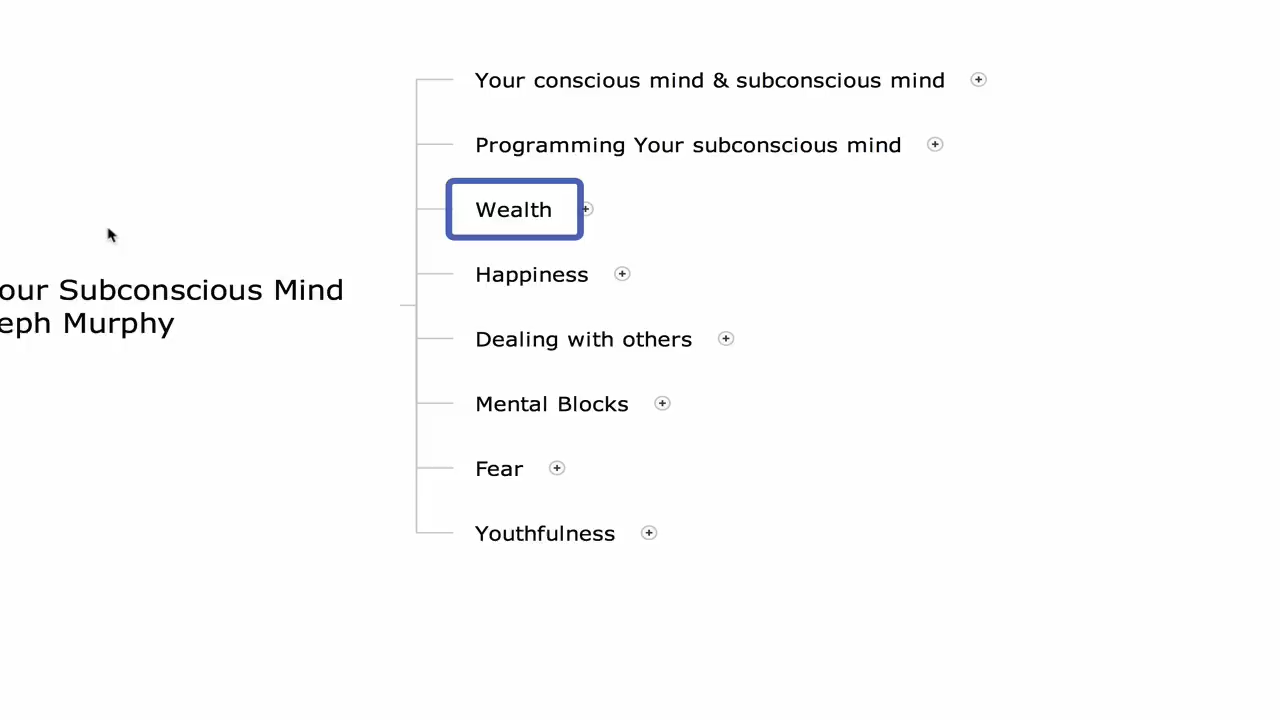 Your conscious mind & subconscious mind
Programming Your subconscious mind
Wealth
Happiness
our Subconscious Mind
eph Murphy
Dealing with others
Mental Blocks
Fear
Youthfulness